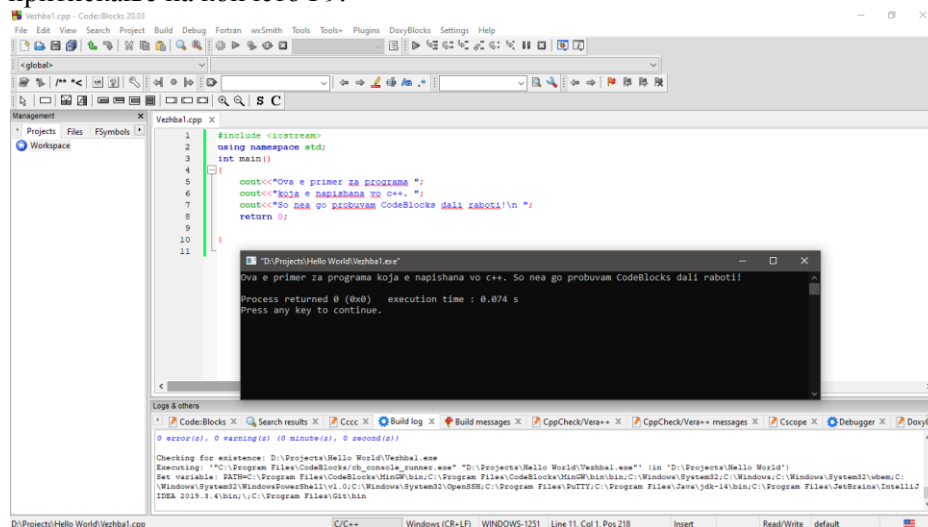 Vezhba1.cpp - Code::Blocks 20.03
File Edit View Search Project Build Debug Fortran wxSmith Tools Tools+ Plugins DoxyBlocks Settings Help
<global>
/** *<
S C
Management
Projects Files FSymbols
Workspace
Vezhba1.cpp X
1 #include <iostream>
2 using namespace std;
3 int main()
4 {
5 cout<<"Ova e primer za programa ";
6 cout<<"koja e napishana vo c++. ";
7 cout<<"So nea go probuvam CodeBlocks dali raboti!\n ";
8 return 0;
9
10 }
11
"D:\Projects\Hello World\Vezhba1.exe"
Ova e primer za programa koja e napishana vo c++. So nea go probuvam CodeBlocks dali raboti!
Process returned 0 (0x0) execution time : 0.074 s
Press any key to continue.
Logs & others
Code::Blocks X Search results X Cccc X Build log X Build messages X CppCheck/Vera++ X CppCheck/Vera++ messages X Cscope X Debugger X
0 error(s), 0 warning(s) (0 minute(s), 0 second(s))
Checking for existence: D:\Projects\Hello World\Vezhba1.exe
Executing: '"C:\Program Files\CodeBlocks/cb_console_runner.exe" "D:\Projects\Hello World\Vezhba1.exe"' (in 'D:\Projects\Hello World')
Set variable: PATH=C:\Program Files\CodeBlocks\MinGW\bin;C:\Program Files\CodeBlocks\MinGW\bin\bin;C:\Windows\System32;C:\Windows;C:\Windows\System32\wbem;C:
\Windows\System32\WindowsPowerShell\v1.0;C:\Windows\System32\OpenSSH;C:\Program Files\PuTTY;C:\Program Files\Java\jdk-14\bin;C:\Program Files\JetBrains\IntelliJ
IDEA 2019.3.4\bin;\;C:\Program Files\Git\bin
D:\Projects\Hello World\Vezhba1.cpp C/C++ Windows (CR+LF) WINDOWS-1251 Line 11, Col 1, Pos 218 Insert Read/Write default